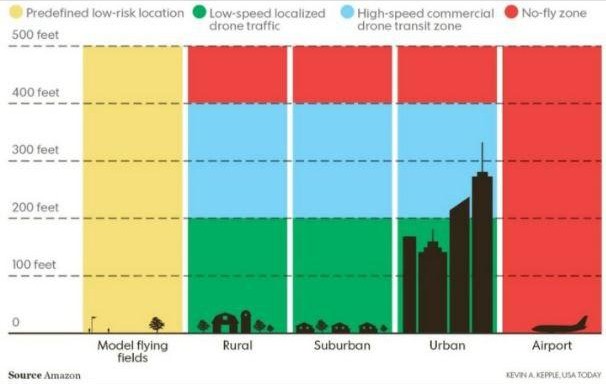 Predefined low-risk location
Low-speed localized
drone traffic
High-speed commercial
drone transit zone
No-fly zone
500 feet
400 feet
300 feet
200 feet
100 feet
0
Model flying
fields
Rural
Suburban
Urban
Airport
Source Amazon
KEVIN A. KEPPLE, USA TODAY